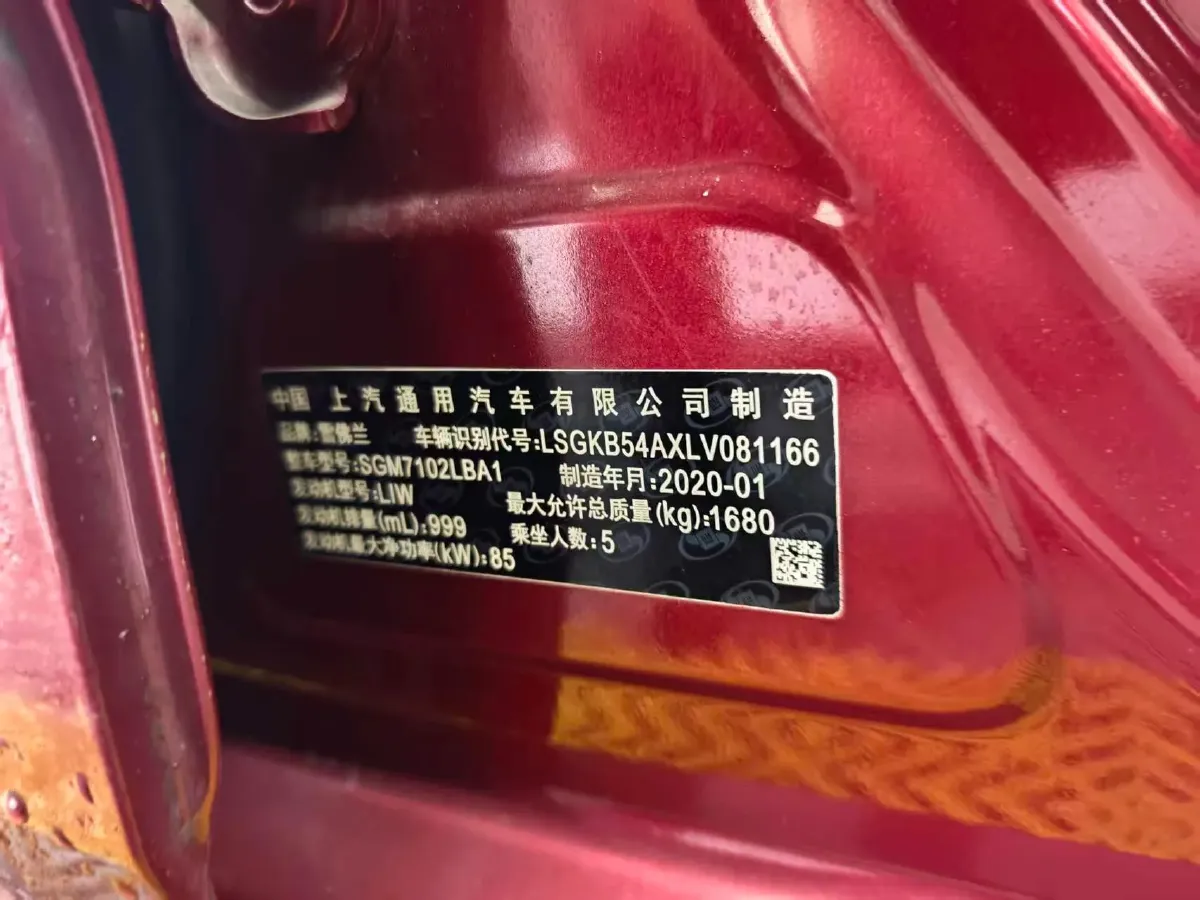 中国 上汽通用汽车有限公司制造
品牌:雪佛兰 车辆识别代号:LSGKB54AXLV081166
整车型号:SGM7102LBA1 制造年月:2020-01
发动机型号:LIW 最大允许总质量(kg):1680
发动机排量(mL):999 乘坐人数:5
发动机最大净功率(kW):85